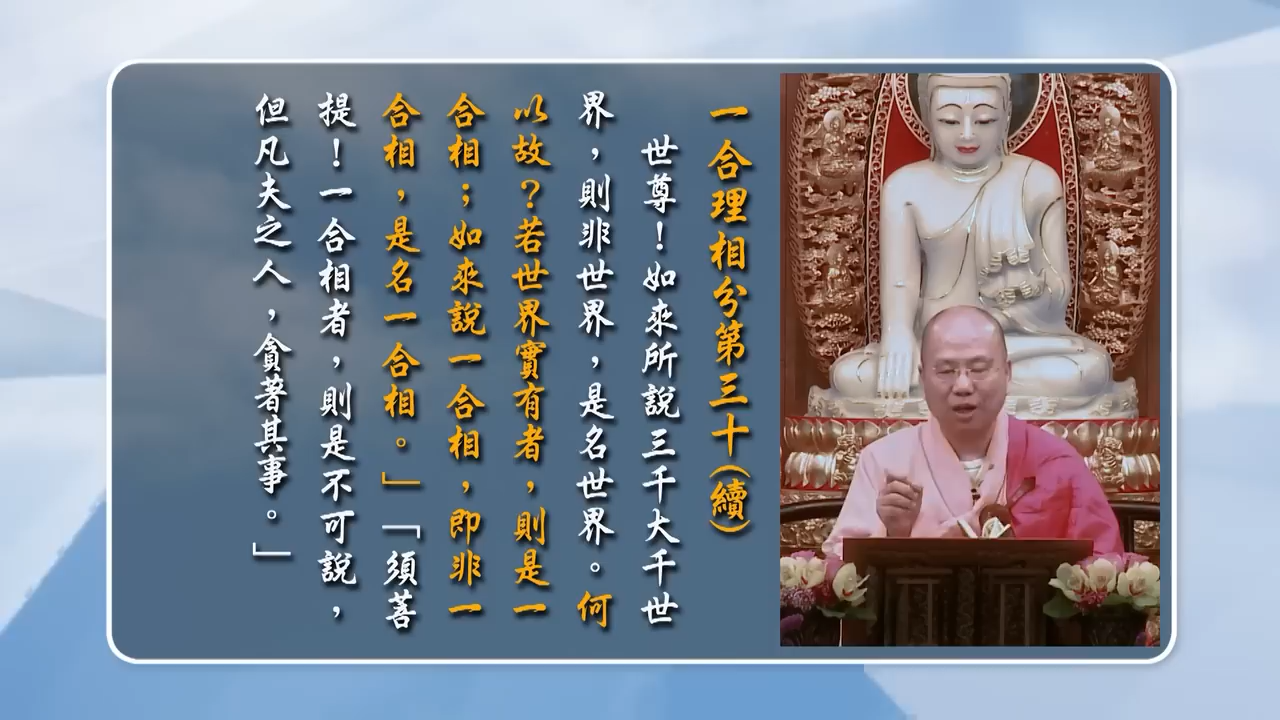 一合理相分第三十(續)
世尊！如來所說三千大千世
界，則非世界，是名世界。何
以故？若世界實有者，則是一
合相；如來說一合相，即非一
合相，是名一合相。」「須菩
提！一合相者，則是不可說，
但凡夫之人，貪著其事。」